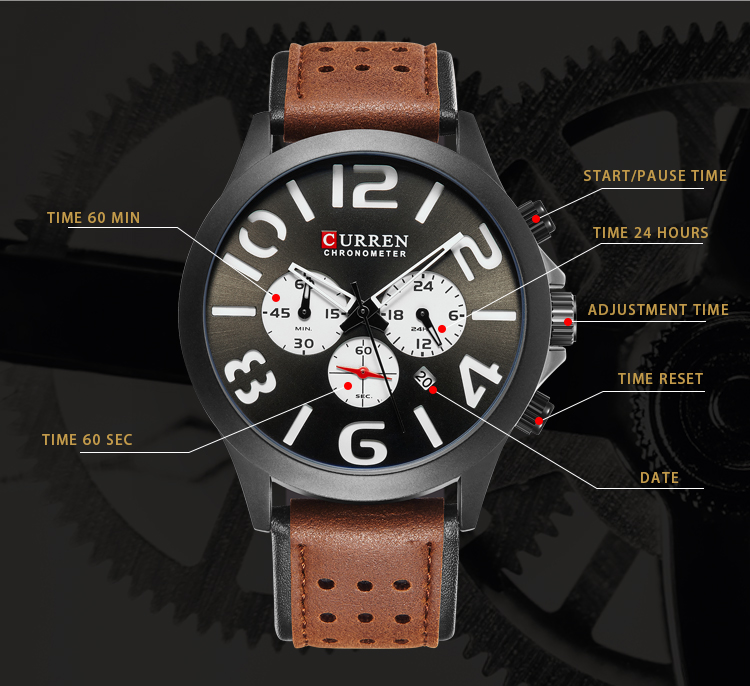 START/PAUSE TIME
TIME 60 MIN
TIME 24 HOURS
ADJUSTMENT TIME
TIME RESET
TIME 60 SEC
DATE
12
10
2
CURREN
CHRONOMETER
60
45 15
MIN.
30
24
18 6
24H
12
60
SEC.
20
8
4
6